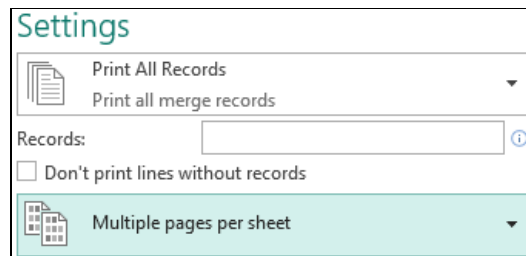 Settings
Print All Records
Print all merge records
Records:
Don't print lines without records
Multiple pages per sheet